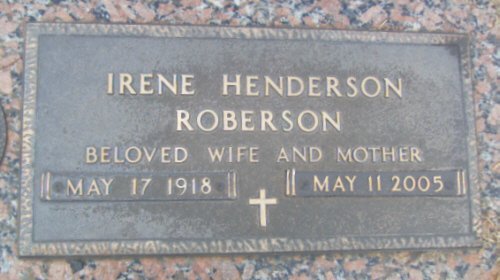 IRENE HENDERSON
ROBERSON
BELOVED WIFE AND MOTHER
MAY 17 1918
MAY 11 2005